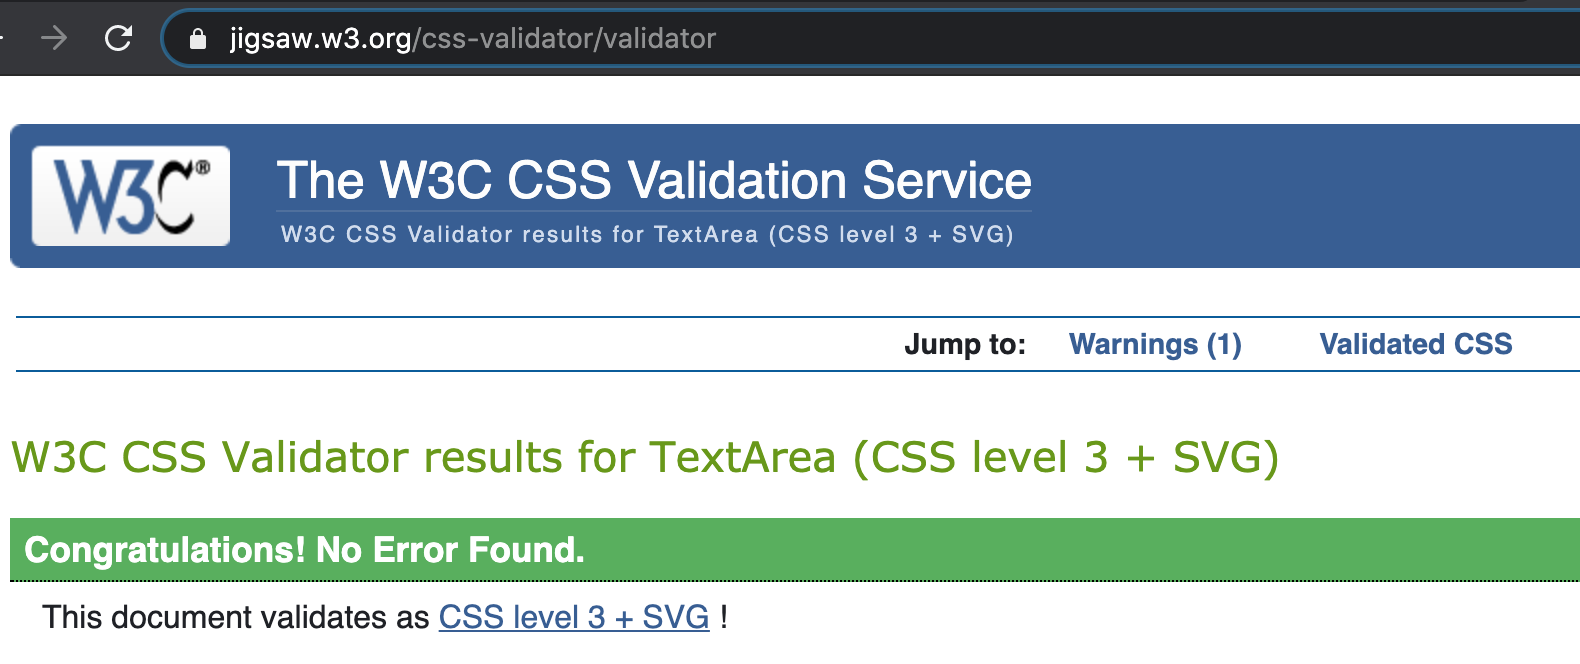 jigsaw.w3.org/css-validator/validator
W3C®
The W3C CSS Validation Service
W3C CSS Validator results for TextArea (CSS level 3 + SVG)
Jump to: Warnings (1) Validated CSS
W3C CSS Validator results for TextArea (CSS level 3 + SVG)
Congratulations! No Error Found.
This document validates as CSS level 3 + SVG !